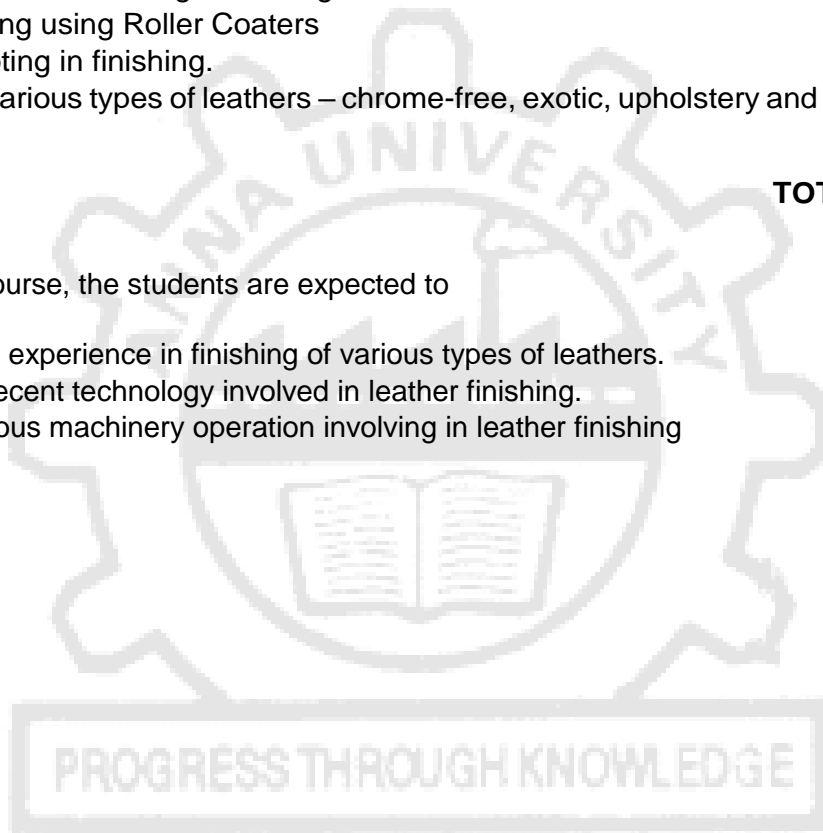 ng using Roller Coaters
ting in finishing.
arious types of leathers – chrome-free, exotic, upholstery and
TOT
ourse, the students are expected to
experience in finishing of various types of leathers.
ecent technology involved in leather finishing.
ous machinery operation involving in leather finishing
ANNA UNIVERSITY
PROGRESS THROUGH KNOWLEDGE